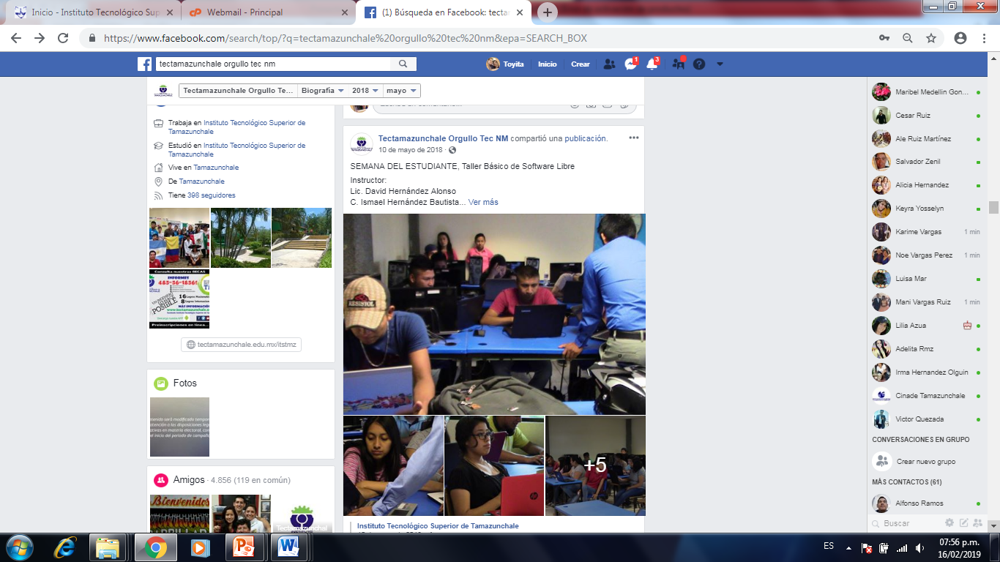 Inicio - Instituto Tecnológico Sup
Webmail - Principal
(1) Búsqueda en Facebook: tecta
https://www.facebook.com/search/top/?q=tectamazunchale%20orgullo%20tec%20nm&epa=SEARCH_BOX
tectamazunchale orgullo tec nm
Toyita
Inicio
Crear
1
3
Tectamazunchale Orgullo Te...
Biografía
2018
mayo
Trabaja en Instituto Tecnológico Superior de
Tamazunchale
Estudió en Instituto Tecnológico Superior de
Tamazunchale
Vive en Tamazunchale
De Tamazunchale
Tiene 398 seguidores
Consulta nuestras BECAS
INFORMES
POSIBLE
16
8
MÁS INFORMACIÓN
Preinscripciones en línea...
tectamazunchale.edu.mx/itstmz
Fotos
Amigos · 4.856 (119 en común)
Bienvenidos
Tectamazunchal
Tectamazunchale Orgullo Tec NM compartió una publicación.
10 de mayo de 2018 ·
SEMANA DEL ESTUDIANTE, Taller Básico de Software Libre
Instructor:
Lic. David Hernández Alonso
C. Ismael Hernández Bautista... Ver más
RESISTOL
+5
Instituto Tecnológico Superior de Tamazunchale
Maribel Medellin Gon...
Cesar Ruiz
Ale Ruiz Martínez
Salvador Zenil
Alicia Hernandez
Keyra Yosselyn
Karime Vargas 1 min
Noe Vargas Perez 1 min
Luisa Mar
Mani Vargas Ruiz 1 min
Lilia Azua
Adelita Rmz
Irma Hernandez Olguin
Cinade Tamazunchale
Victor Quezada
CONVERSACIONES EN GRUPO
Crear nuevo grupo
MÁS CONTACTOS (61)
Alfonso Ramos
Buscar
ES
07:56 p.m.
16/02/2019